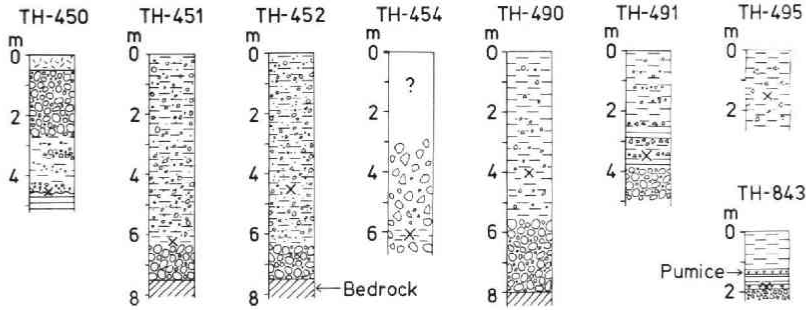 TH-450 TH-451 TH-452 TH-454 TH-490 TH-491 TH-495
m m m m m m m
0 0 0 0 0 0 0
?
2 2 2 2 2 2 2
4 4 4 4 4 4
TH-843
m
6 6 6 6 0
Pumice
8 8 Bedrock 8 2